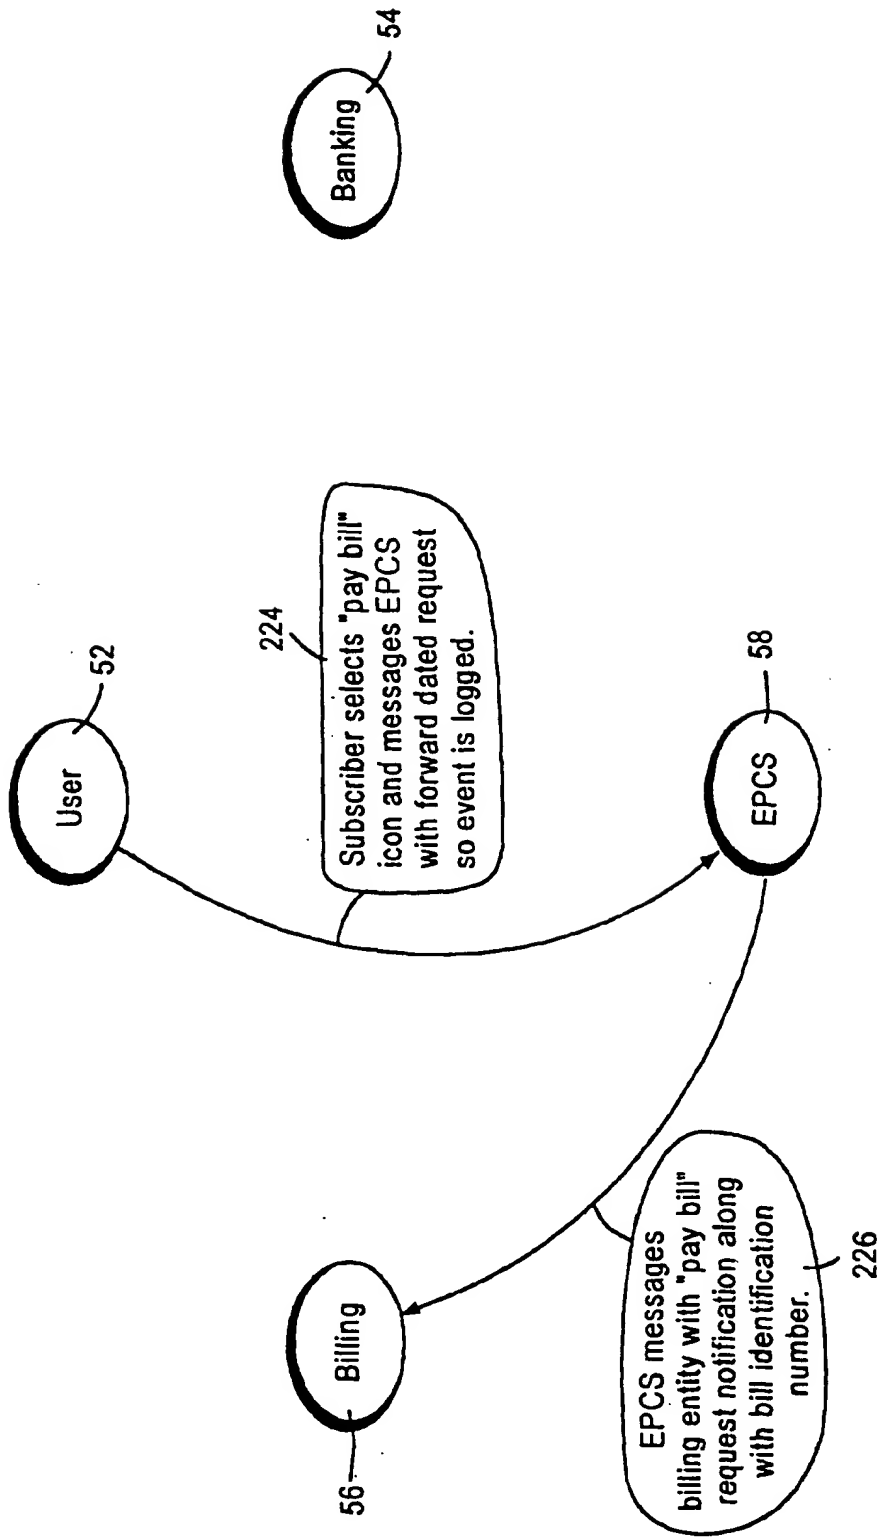 User
52
224
Subscriber selects "pay bill"
icon and messages EPCS
with forward dated request
so event is logged.
Billing
56
Banking
54
EPCS messages
billing entity with "pay bill"
request notification along
with bill identification
number.
226
EPCS
58